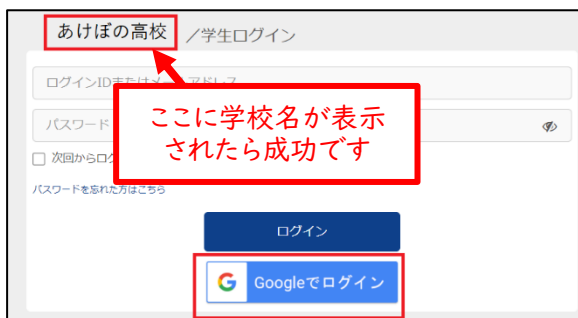 あけぼの高校 /学生ログイン
ログインIDまたはメールアドレス
パスワード
ここに学校名が表示
されたら成功です
次回からログ
パスワードを忘れた方はこちら
ログイン
Googleでログイン